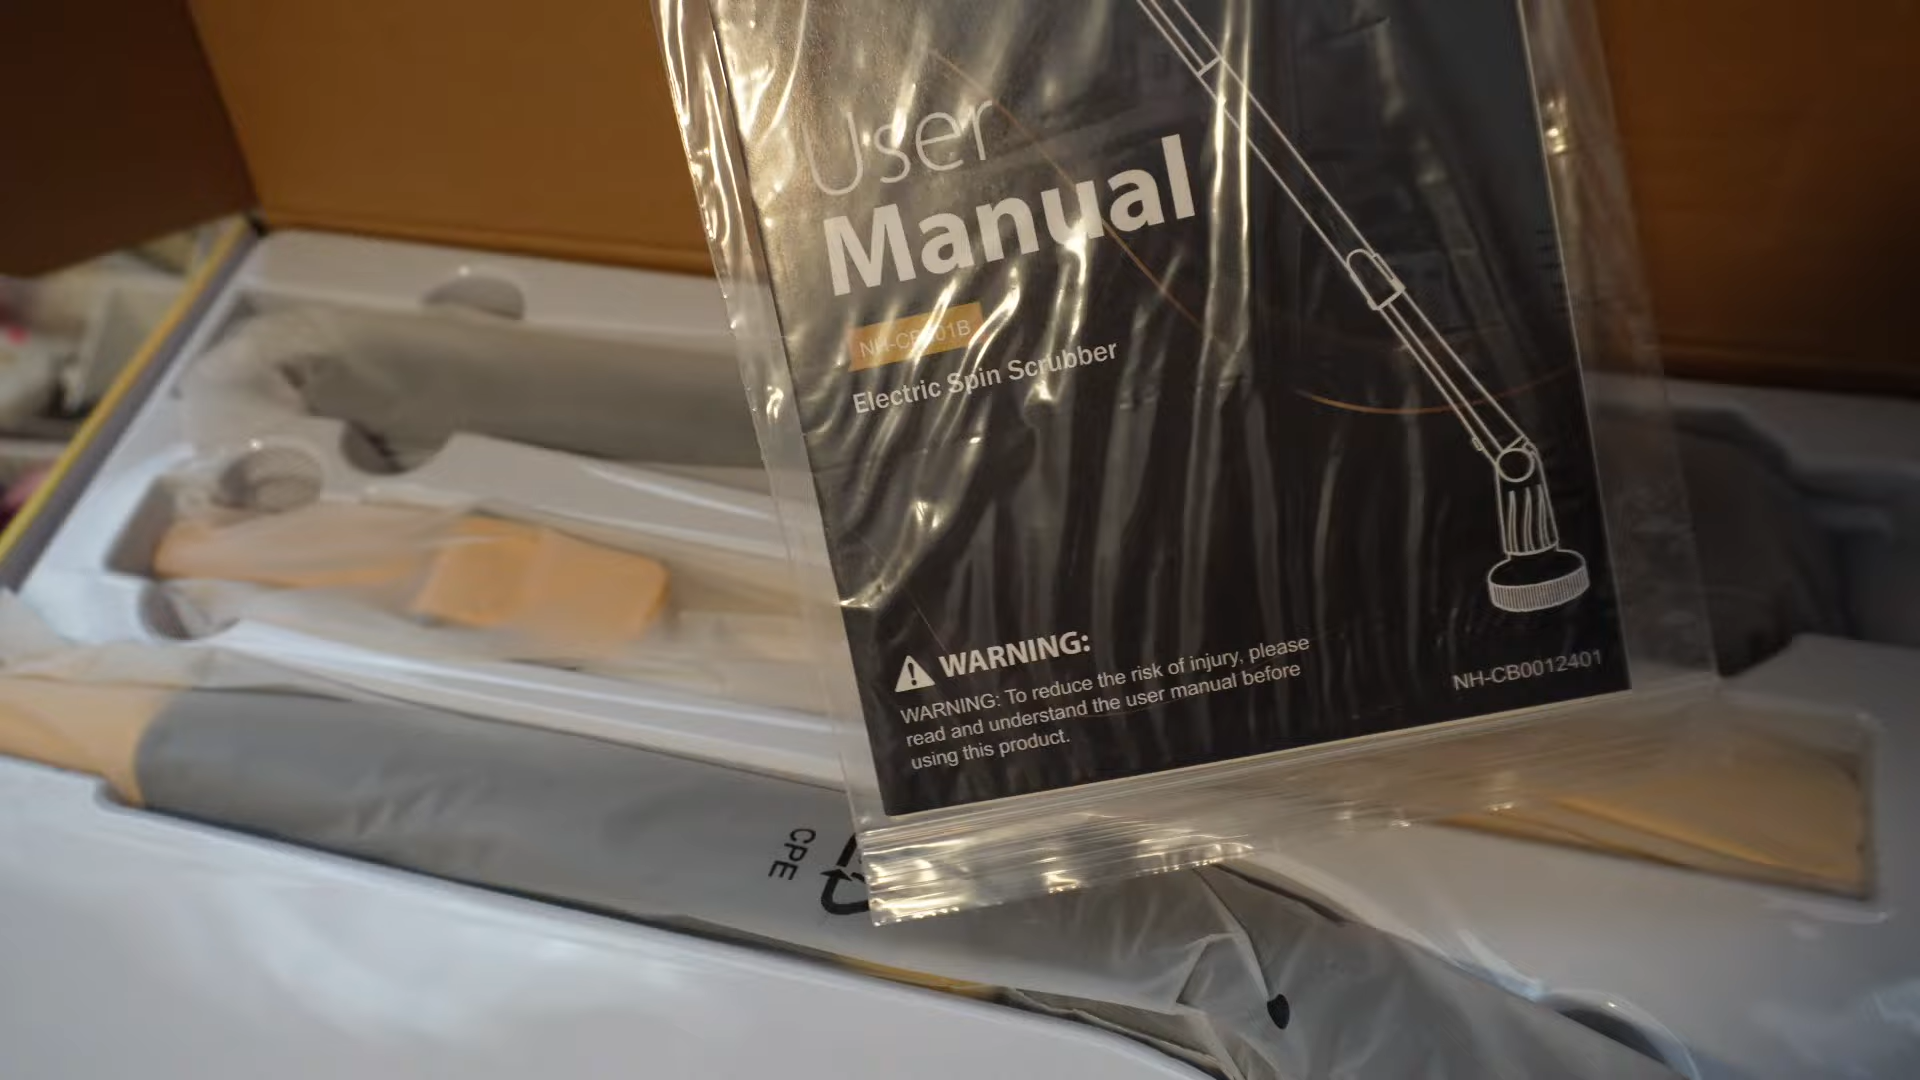 User
Manual
Electric Spin Scrubber
WARNING:
WARNING: To reduce the risk of injury, please
read and understand the user manual before
using this product.
NH-CB0012401
CPE